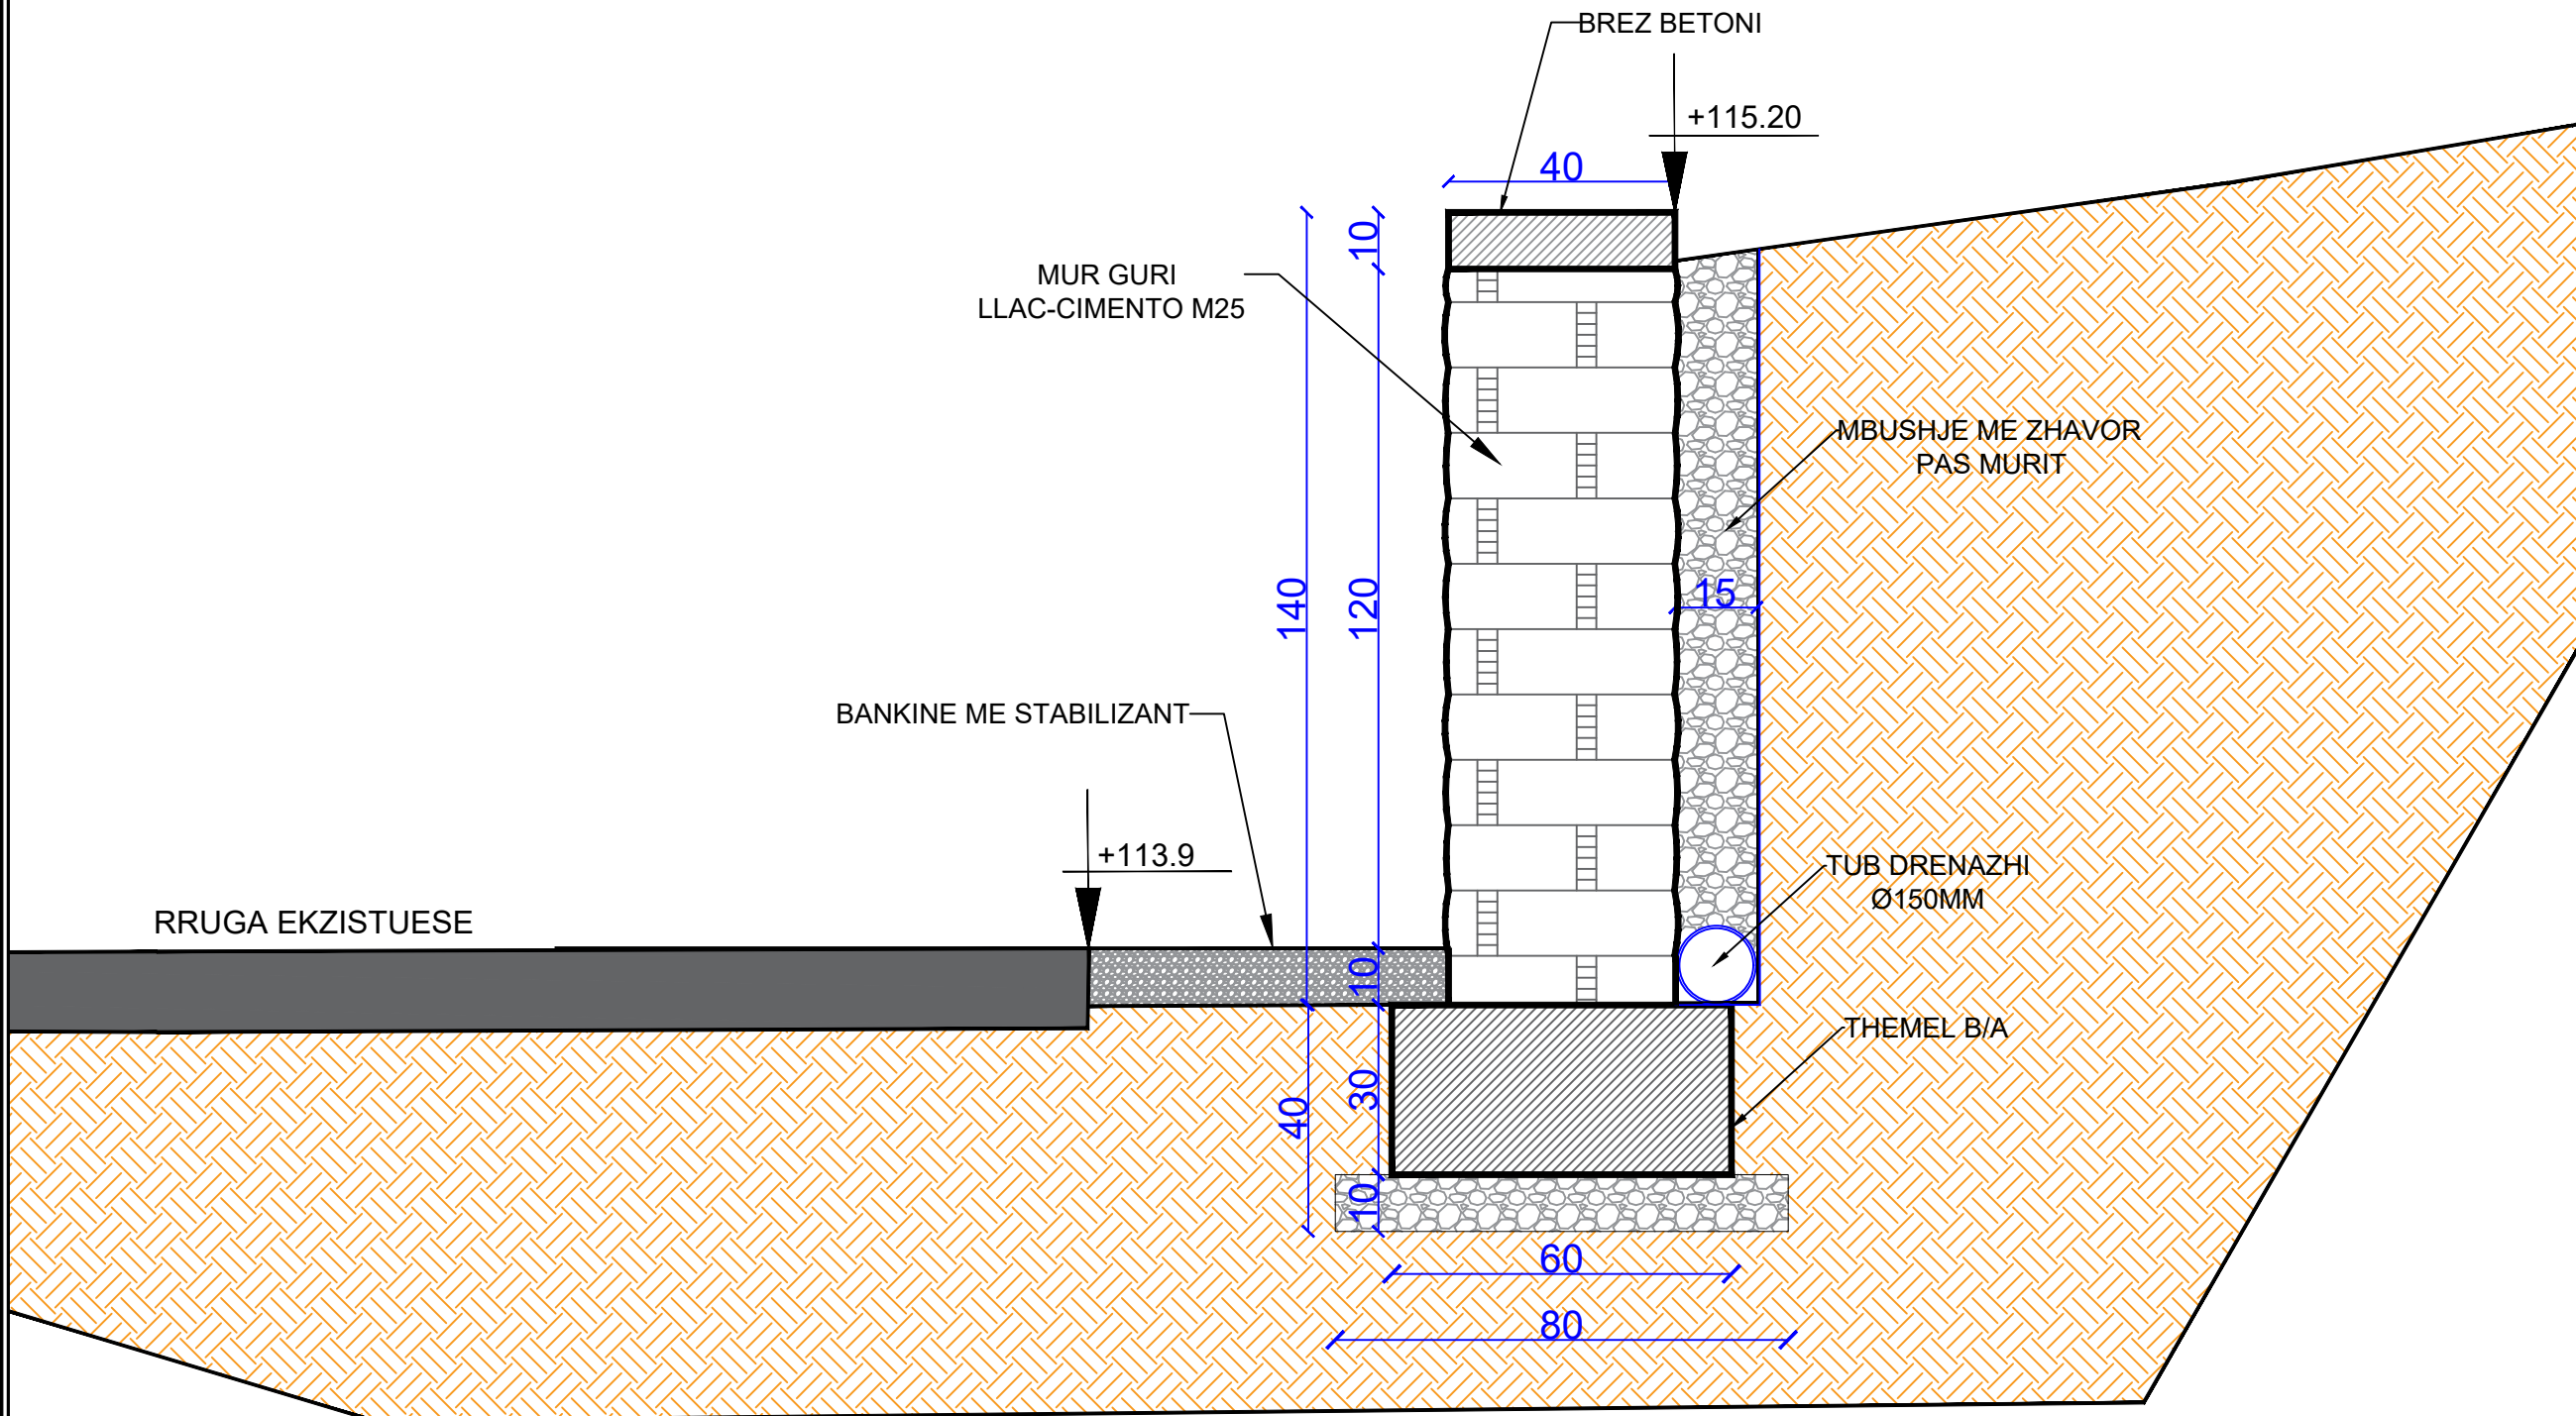 BREZ BETONI
+115.20
40
10
MUR GURI
LLAC-CIMENTO M25
MBUSHJE ME ZHAVOR
PAS MURIT
140
120
15
BANKINE ME STABILIZANT
+113.9
TUB DRENAZHI
Ø150MM
RRUGA EKZISTUESE
10
THEMEL B/A
40
30
10
60
80